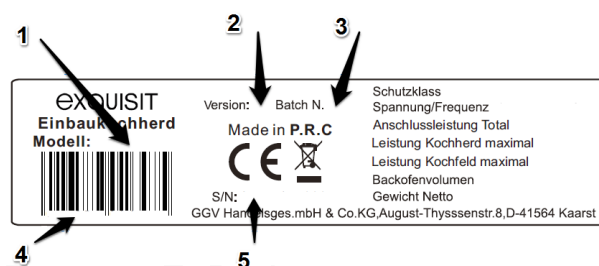 1
2
3
exquisit
Einbaukochherd
Modell:
Version: Batch N.
Made in P.R.C
CE
S/N:
Schutzklass
Spannung/Frequenz
Anschlussleistung Total
Leistung Kochherd maximal
Leistung Kochfeld maximal
Backofenvolumen
Gewicht Netto
GGV Handelsges.mbH & Co.KG,August-Thysssenstr.8,D-41564 Kaarst
4
5